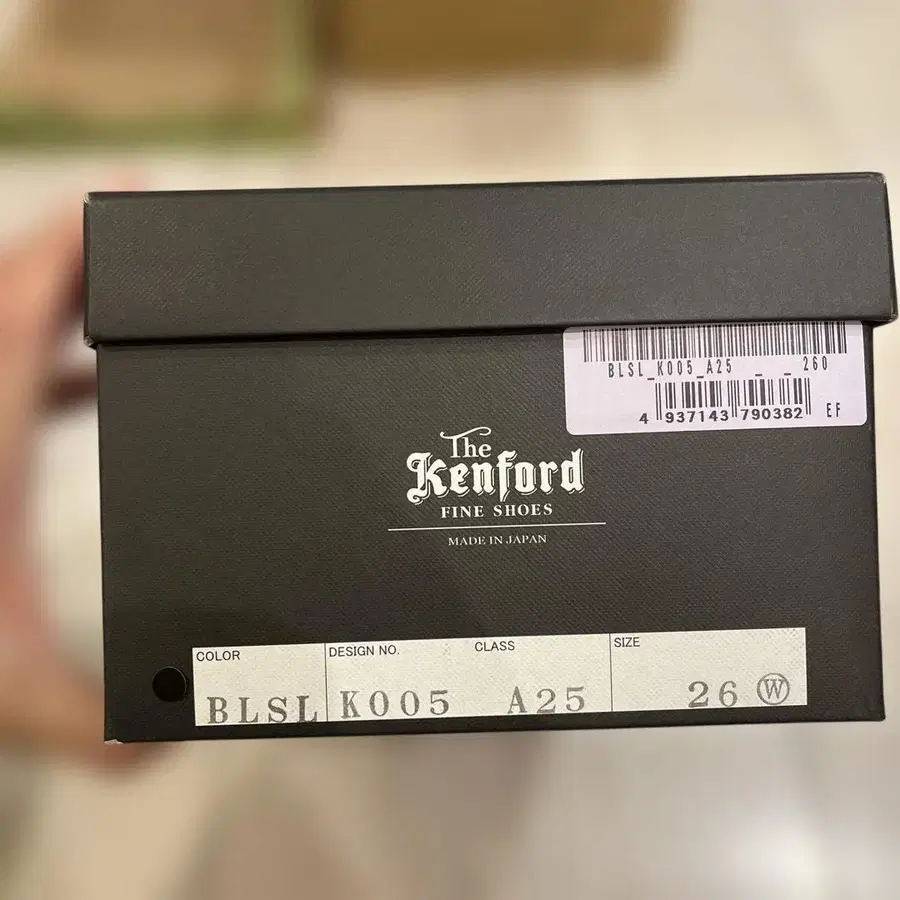 BLSL_K005_A25 _ _ 260
4 937143 790382 EF
The
Kenford
FINE SHOES
MADE IN JAPAN
COLOR DESIGN NO. CLASS SIZE
BLSL K005 A25 26 Ⓦ